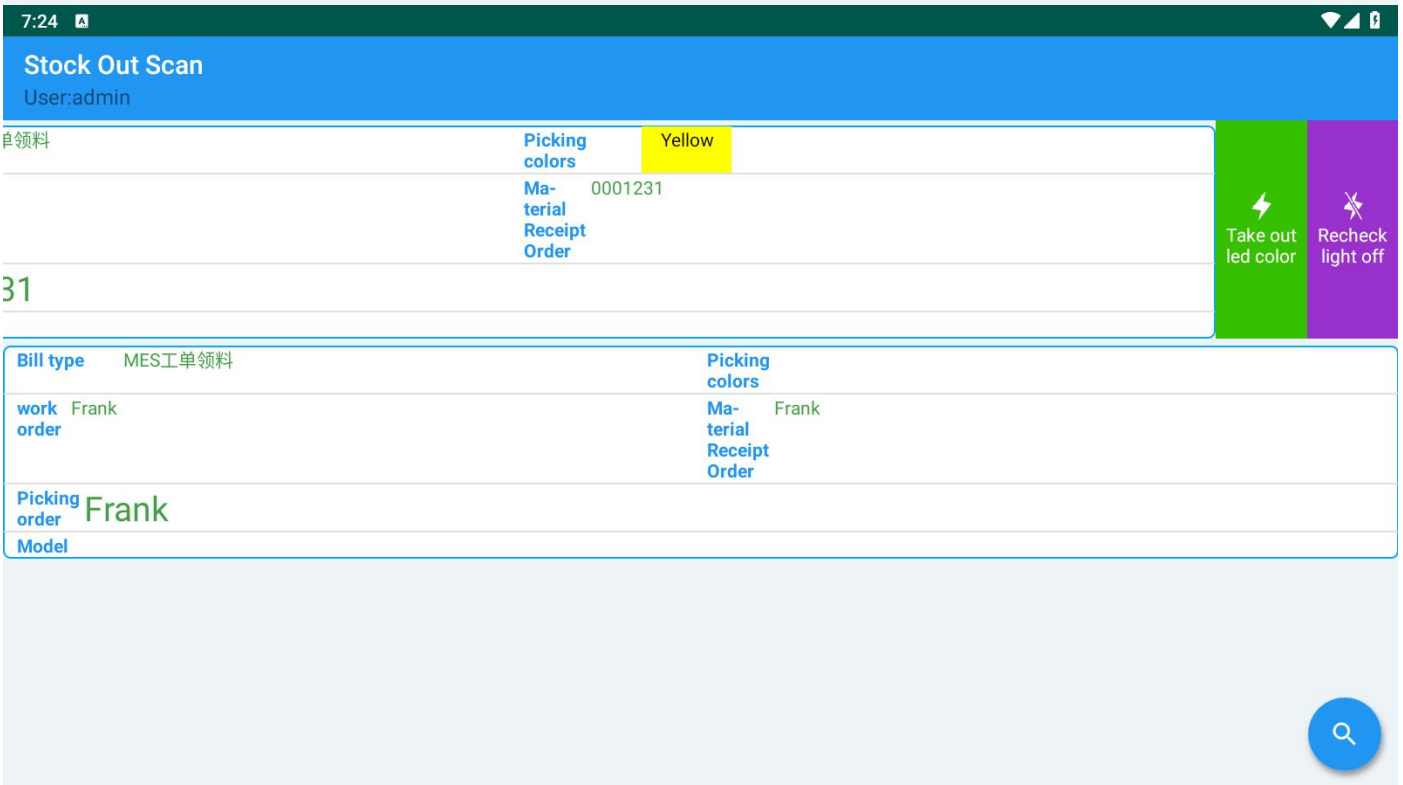 7:24
Stock Out Scan
User:admin
单领料
Picking
colors
Yellow
Ma-
terial
Receipt
Order
0001231
31
Take out
led color
Recheck
light off
Bill type
MES工单领料
Picking
colors
work
order
Frank
Ma-
terial
Receipt
Order
Frank
Picking
order
Frank
Model